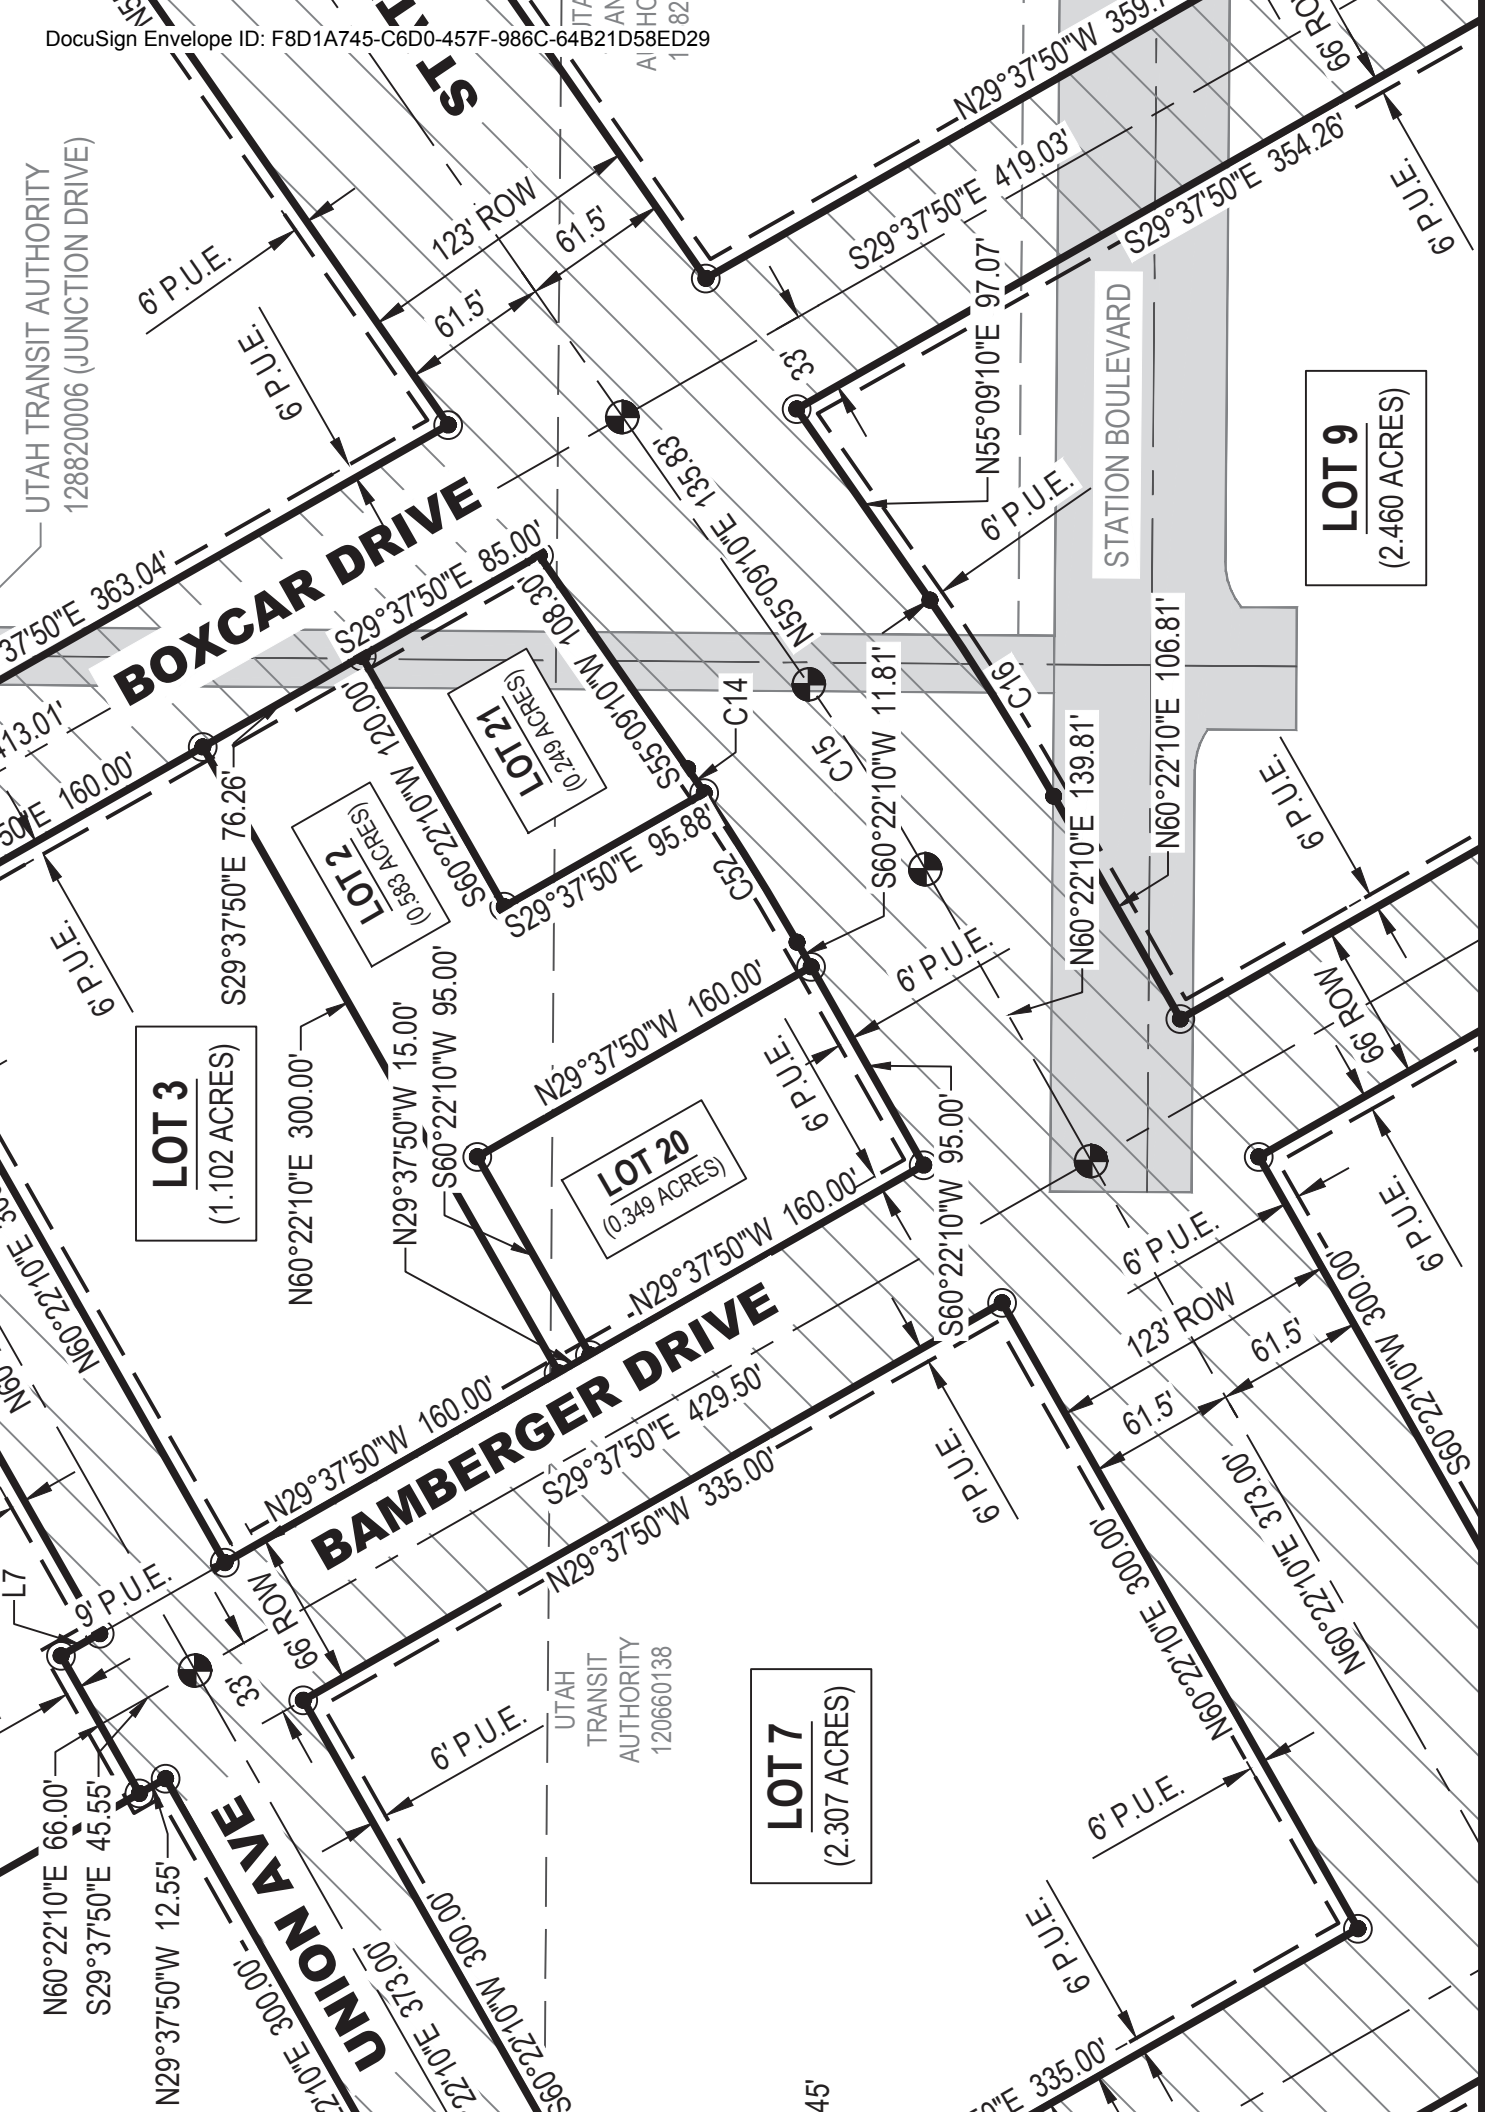 DocuSign Envelope ID: F8D1A745-C6D0-457F-986C-64B21D58ED29
UTAH TRANSIT AUTHORITY
128820006 (JUNCTION DRIVE)
N29°37'50"W
66' ROW
6' P.U.E.
6' P.U.E.
123' ROW
61.5'
61.5'
S29°37'50"E 419.03'
S29°37'50"E 354.26'
6' P.U.E.
33'
N55°09'10"E 97.07'
STATION BOULEVARD
LOT 9
(2.460 ACRES)
37'50"E 363.04'
BOXCAR DRIVE
S29°37'50"E 85.00'
N55°09'10"E 135.83'
6' P.U.E.
413.01'
50"E 160.00'
S29°37'50"E 76.26'
S60°22'10"W 120.00'
LOT 21
(0.249 ACRES)
S55°09'10"W 108.30'
C14
C15
C16
S60°22'10"W 11.81'
N60°22'10"E 139.81'
N60°22'10"E 106.81'
6' P.U.E.
LOT 2
(0.583 ACRES)
S29°37'50"E 95.88'
C52
6' P.U.E.
LOT 3
(1.102 ACRES)
N60°22'10"E 300.00'
N29°37'50"W 15.00'
S60°22'10"W 95.00'
N29°37'50"W 160.00'
6' P.U.E.
6' P.U.E.
66' ROW
LOT 20
(0.349 ACRES)
N29°37'50"W 160.00'
S60°22'10"W 95.00'
6' P.U.E.
6' P.U.E.
123' ROW
61.5'
61.5'
S60°22'10"W 300.00'
N60°22'10"E
N29°37'50"W 160.00'
BAMBERGER DRIVE
S29°37'50"E 429.50'
N29°37'50"W 335.00'
6' P.U.E.
N60°22'10"E 300.00'
N60°22'10"E 373.00'
L7
9' P.U.E.
66' ROW
33'
N60°22'10"E 66.00'
S29°37'50"E 45.55'
N29°37'50"W 12.55'
6' P.U.E.
UTAH
TRANSIT
AUTHORITY
120660138
LOT 7
(2.307 ACRES)
6' P.U.E.
6' P.U.E.
UNION AVE
2'10"E 300.00'
22'10"E 373.00'
S60°22'10"W 300.00'
45'
335.00'